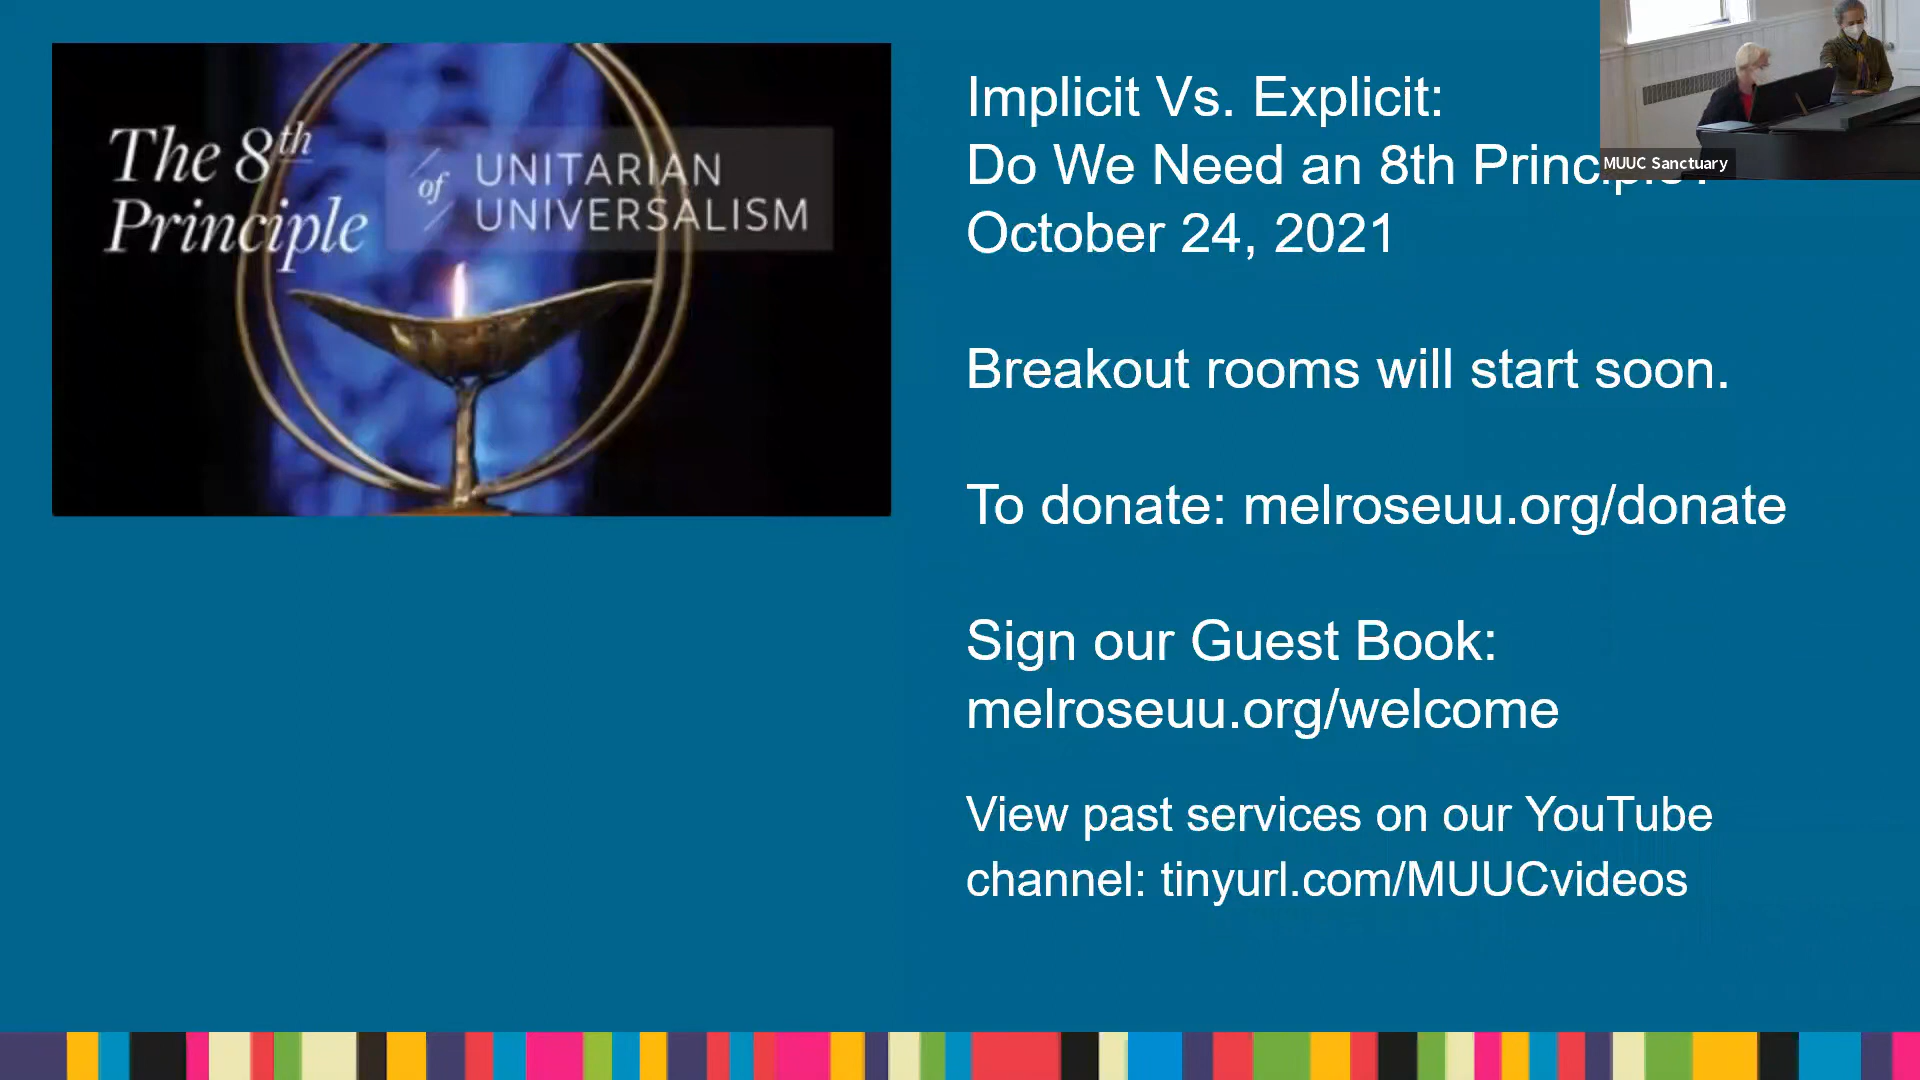 The 8th
Principle
of
UNITARIAN
UNIVERSALISM
Implicit Vs. Explicit:
Do We Need an 8th
October 24, 2021
Breakout rooms will start soon.
To donate: melroseuu.org/donate
Sign our Guest Book:
melroseuu.org/welcome
View past services on our YouTube
channel: tinyurl.com/MUUCvideos
MUUC Sanctuary